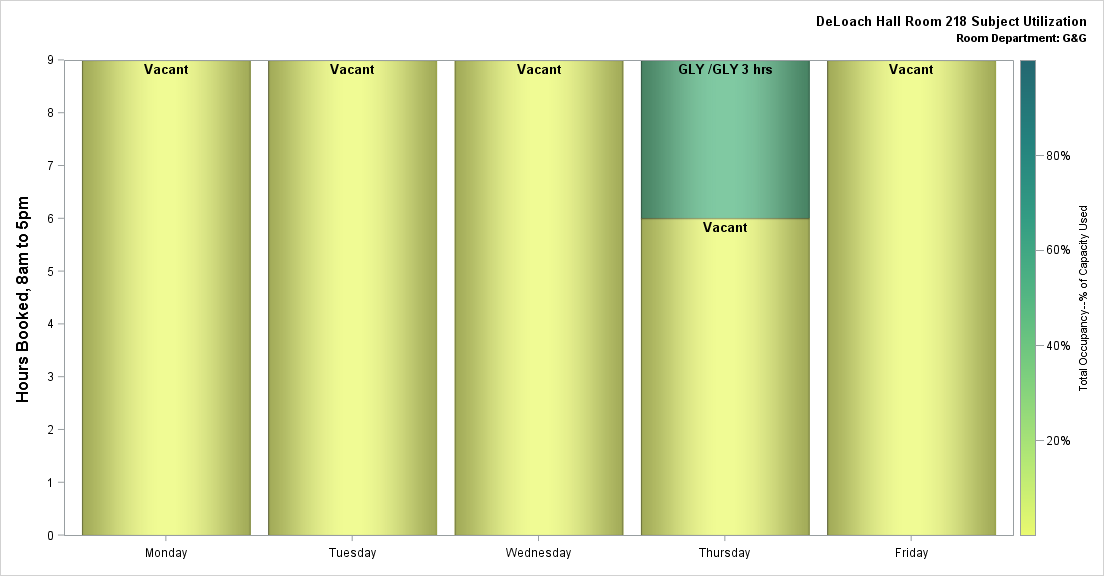 DeLoach Hall Room 218 Subject Utilization
Room Department: G&G
Hours Booked, 8am to 5pm
9
8
7
6
5
4
3
2
1
0
Vacant
Vacant
Vacant
GLY /GLY 3 hrs
Vacant
Vacant
Monday
Tuesday
Wednesday
Thursday
Friday
80%
60%
40%
20%
Total Occupancy--% of Capacity Used